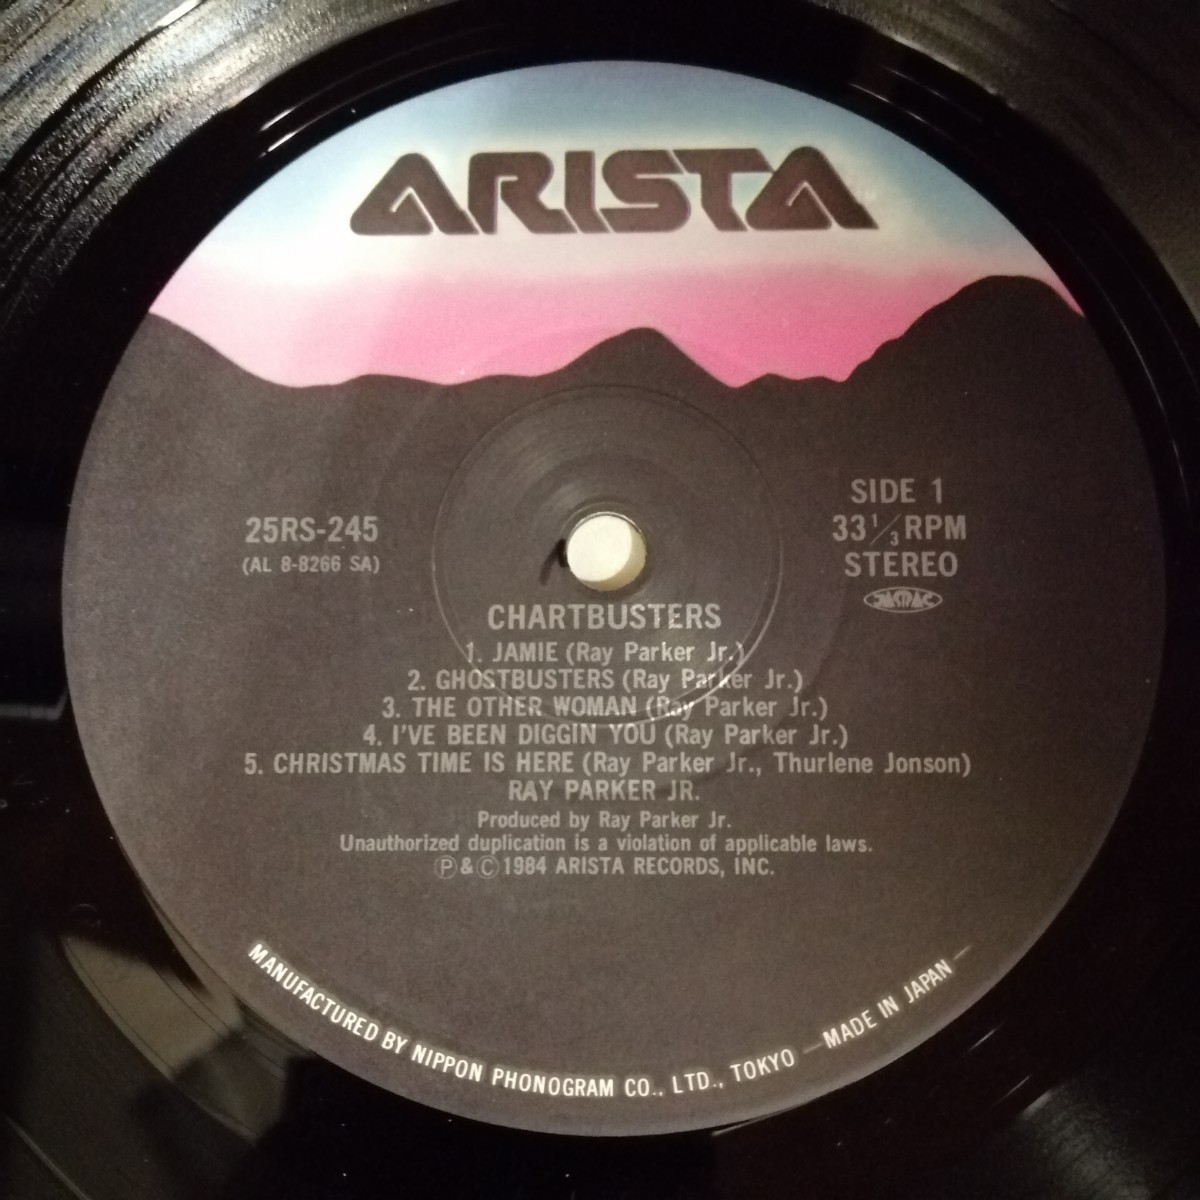 ARISTA
25RS-245
(AL 8-8266 SA)
SIDE 1
33 1/3 RPM
STEREO
JASRAC
CHARTBUSTERS
1. JAMIE (Ray Parker Jr.)
2. GHOSTBUSTERS (Ray Parker Jr.)
3. THE OTHER WOMAN (Ray Parker Jr.)
4. I'VE BEEN DIGGIN YOU (Ray Parker Jr.)
5. CHRISTMAS TIME IS HERE (Ray Parker Jr., Thurlene Jonson)
RAY PARKER JR.
Produced by Ray Parker Jr.
Unauthorized duplication is a violation of applicable laws.
Ⓟ&Ⓒ1984 ARISTA RECORDS, INC.
MANUFACTURED BY NIPPON PHONOGRAM CO., LTD., TOKYO —MADE IN JAPAN—